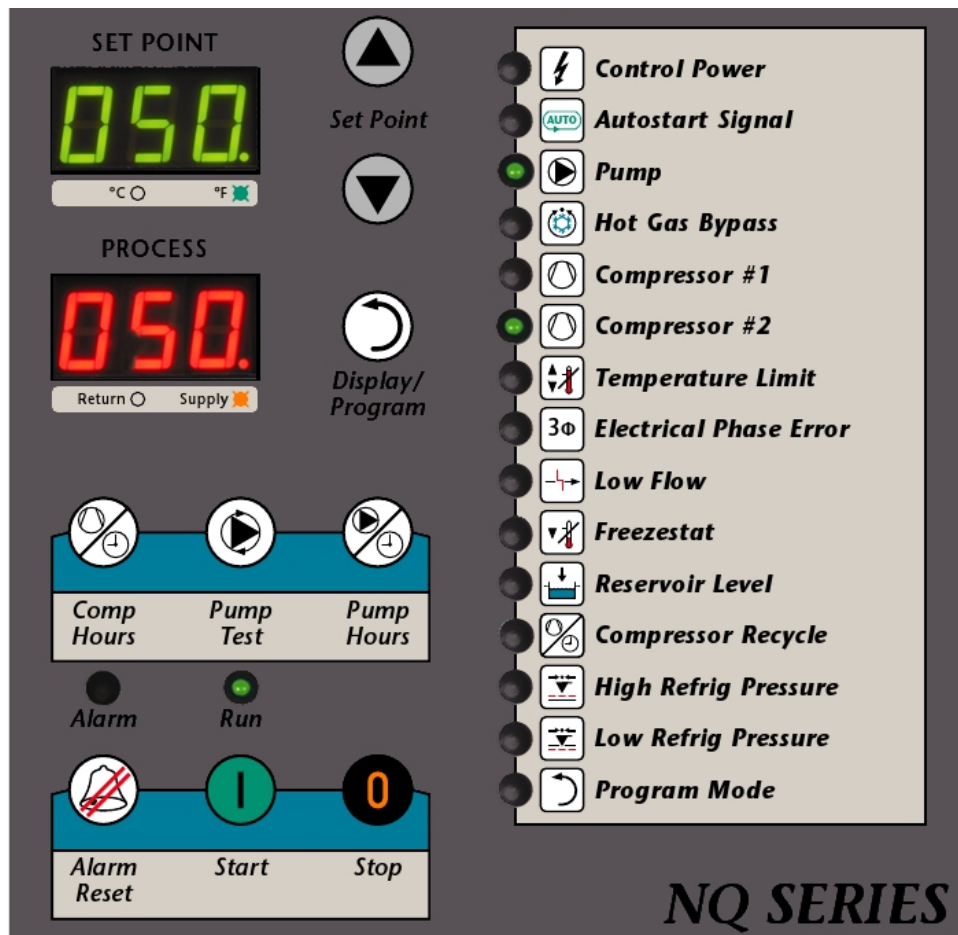 SET POINT
050.
°C °F
Set Point
PROCESS
050.
Return Supply
Display/
Program
Comp
Hours
Pump
Test
Pump
Hours
Alarm
Run
Alarm
Reset
Start
0
Stop
Control Power
AUTO
Autostart Signal
Pump
Hot Gas Bypass
Compressor #1
Compressor #2
Temperature Limit
3Φ
Electrical Phase Error
Low Flow
Freezestat
Reservoir Level
Compressor Recycle
High Refrig Pressure
Low Refrig Pressure
Program Mode
NQ SERIES